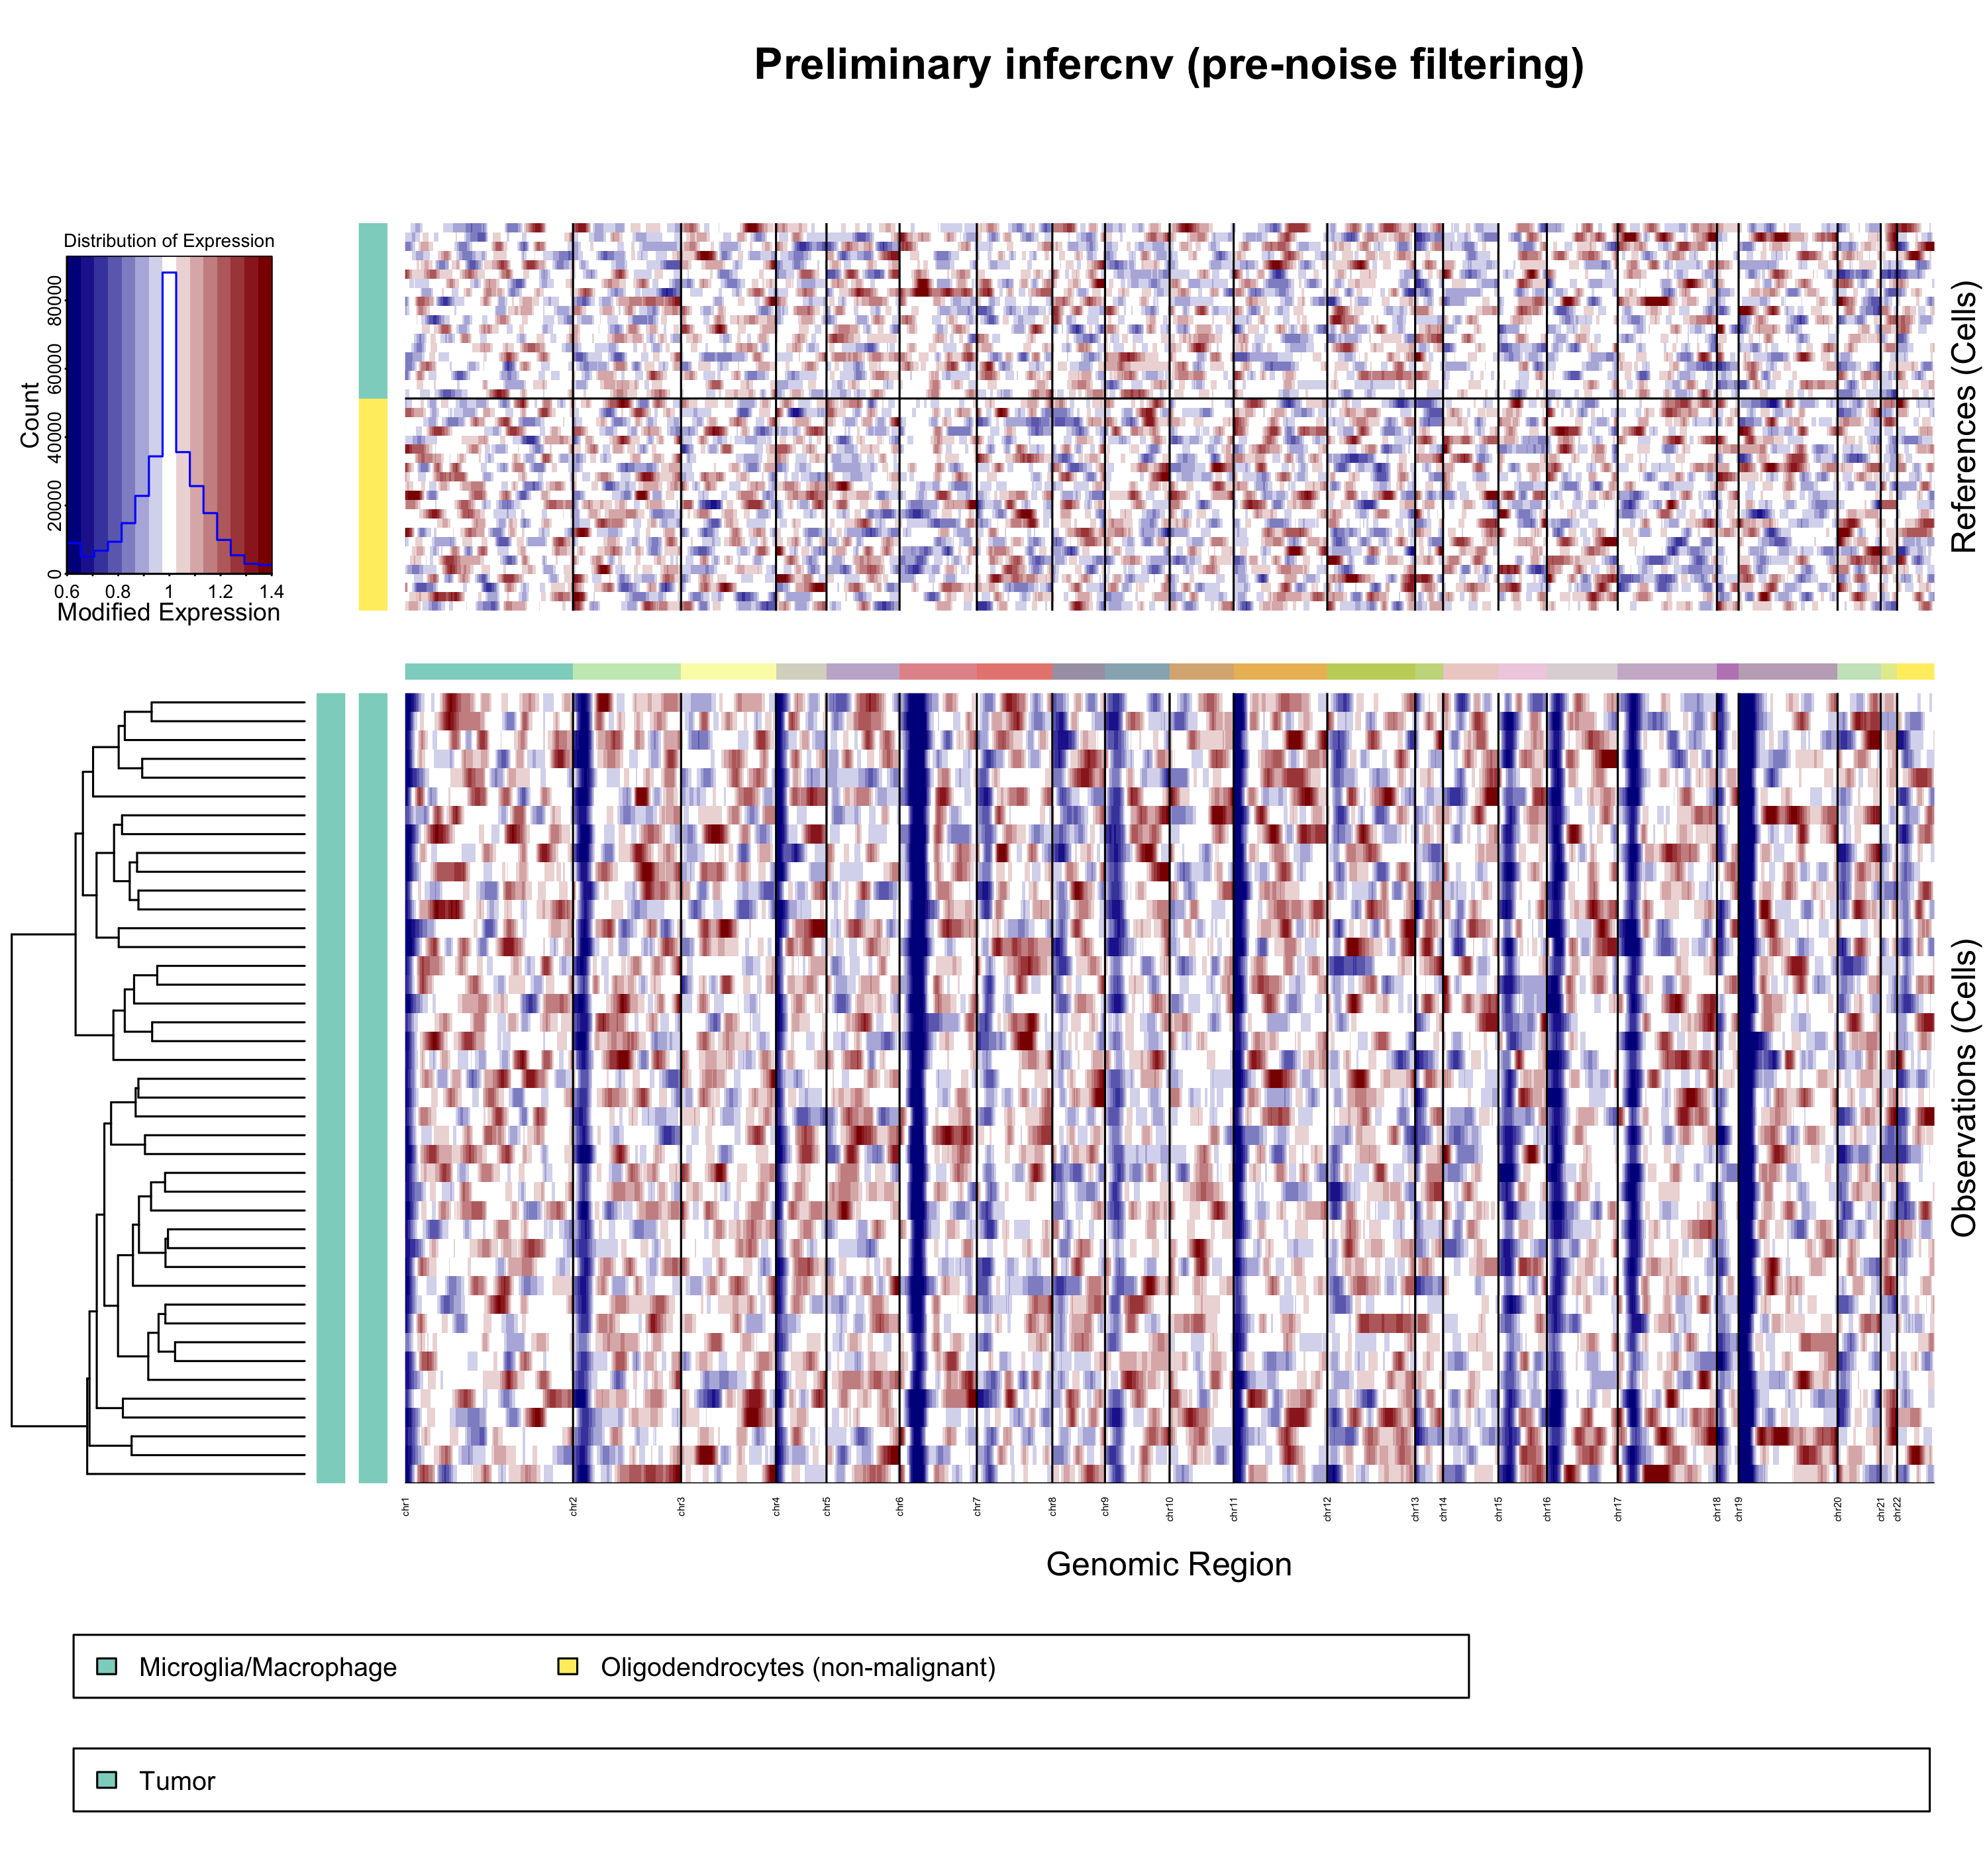 Preliminary infercnv (pre-noise filtering)
Distribution of Expression
Count
0 20000 40000 60000 80000
0.6 0.8 1 1.2 1.4
Modified Expression
References (Cells)
Observations (Cells)
chr1 chr2 chr3 chr4 chr5 chr6 chr7 chr8 chr9 chr10 chr11 chr12 chr13 chr14 chr15 chr16 chr17 chr18 chr19 chr20 chr21 chr22
Genomic Region
Microglia/Macrophage Oligodendrocytes (non-malignant)
Tumor